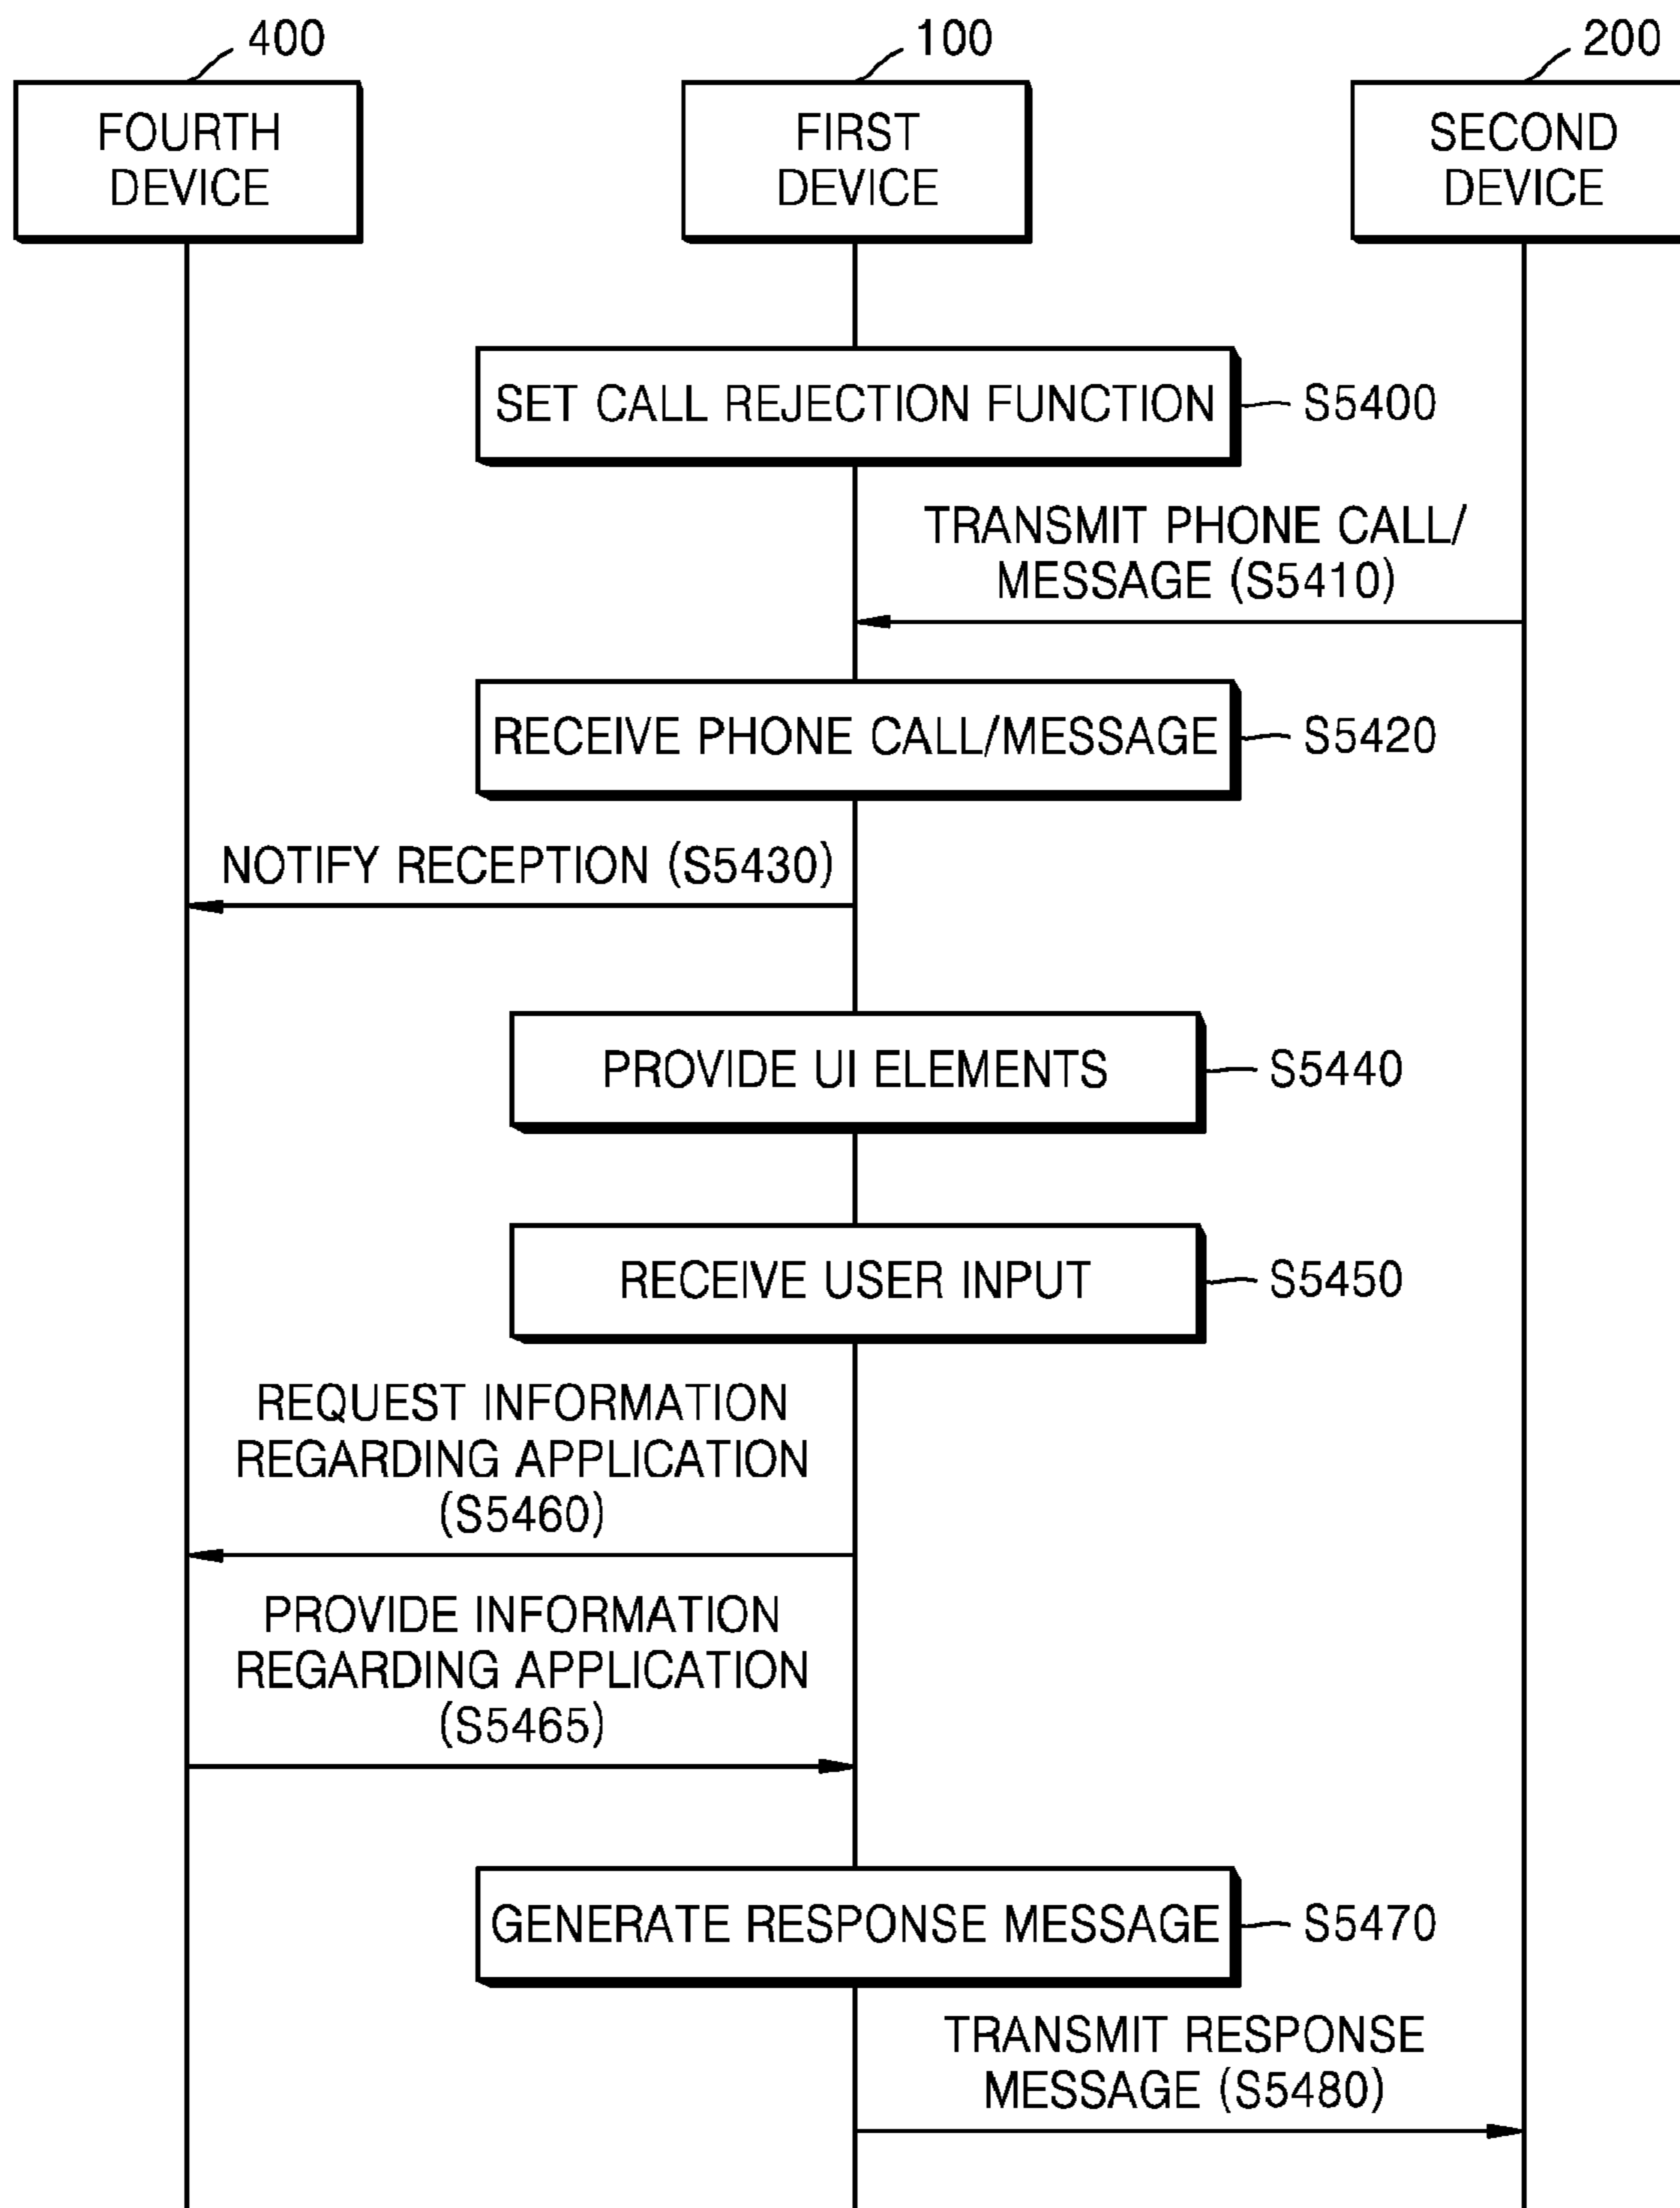 400
100
200
FOURTH
DEVICE
FIRST
DEVICE
SECOND
DEVICE
SET CALL REJECTION FUNCTION
S5400
TRANSMIT PHONE CALL/
MESSAGE (S5410)
RECEIVE PHONE CALL/MESSAGE
S5420
NOTIFY RECEPTION (S5430)
PROVIDE UI ELEMENTS
S5440
RECEIVE USER INPUT
S5450
REQUEST INFORMATION
REGARDING APPLICATION
(S5460)
PROVIDE INFORMATION
REGARDING APPLICATION
(S5465)
GENERATE RESPONSE MESSAGE
S5470
TRANSMIT RESPONSE
MESSAGE (S5480)